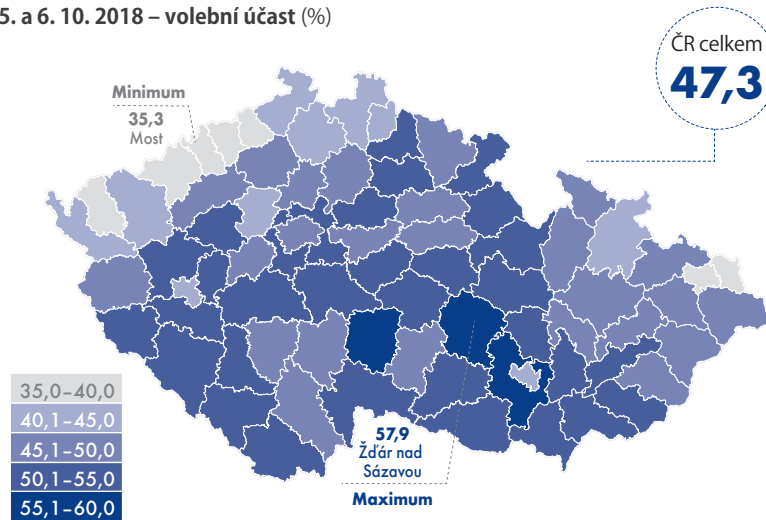 5. a 6. 10. 2018 – volební účast (%)
ČR celkem
47,3
Minimum
35,3
Most
35,0–40,0
40,1–45,0
45,1–50,0
50,1–55,0
55,1–60,0
57,9
Žďár nad
Sázavou
Maximum